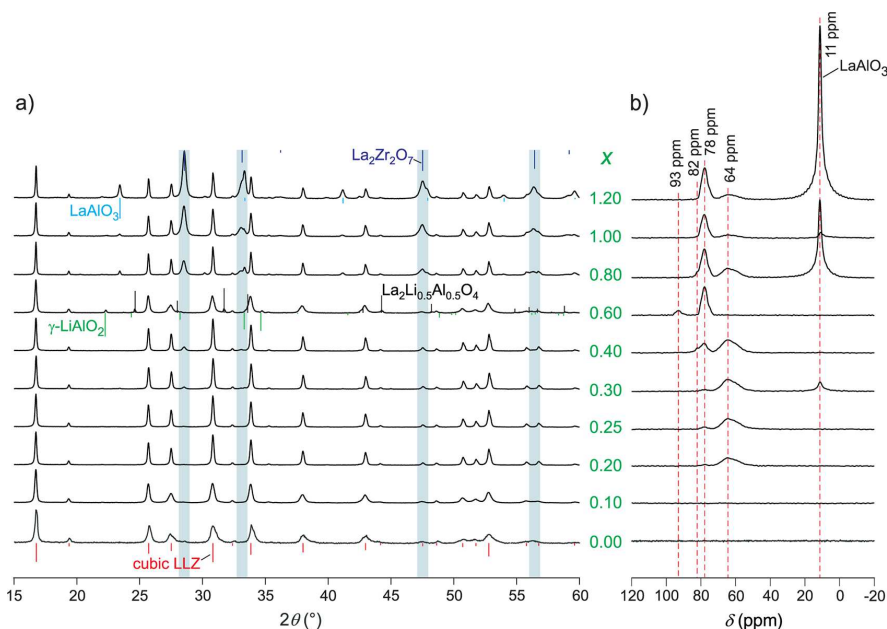 a)
b)
La2Zr2O7
x
93 ppm
82 ppm
78 ppm
64 ppm
11 ppm
LaAlO3
LaAlO3
1.20
1.00
0.80
La2Li0.5Al0.5O4
γ-LiAlO2
0.60
0.40
0.30
0.25
0.20
0.10
0.00
cubic LLZ
15 20 25 30 35 40 45 50 55 60
2θ (°)
120 100 80 60 40 20 0 -20
δ (ppm)